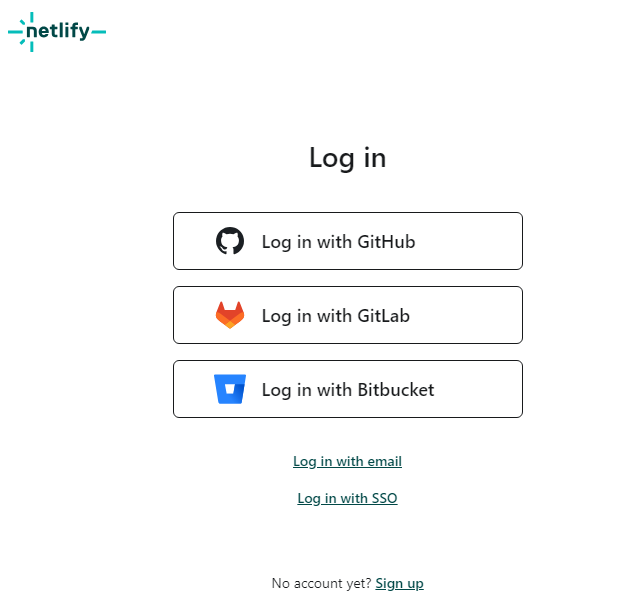 netlify
Log in
Log in with GitHub
Log in with GitLab
Log in with Bitbucket
Log in with email
Log in with SSO
No account yet? Sign up